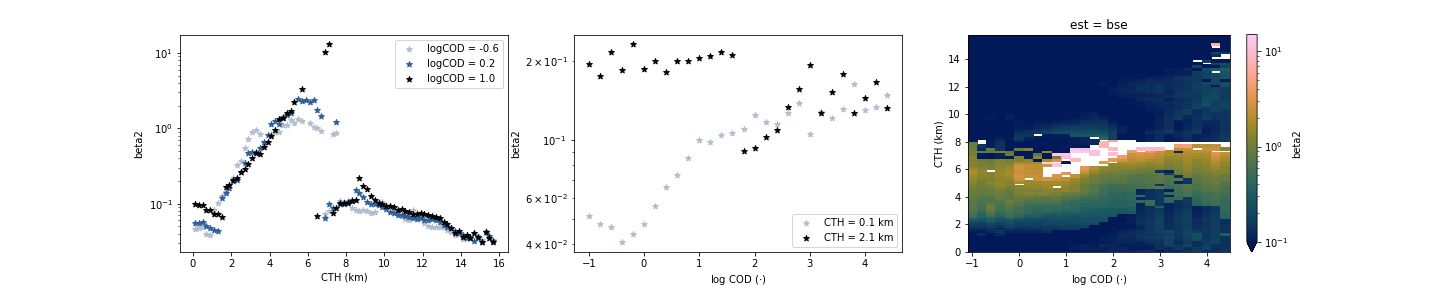 beta2
10¹
10⁰
10⁻¹
0
2
4
6
8
10
12
14
16
CTH (km)
logCOD = -0.6
logCOD = 0.2
logCOD = 1.0
beta2
2 × 10⁻¹
10⁻¹
6 × 10⁻²
4 × 10⁻²
−1
0
1
2
3
4
log COD (·)
CTH = 0.1 km
CTH = 2.1 km
est = bse
CTH (km)
14
12
10
8
6
4
2
0
−1
0
1
2
3
4
log COD (·)
10¹
10⁰
10⁻¹
beta2